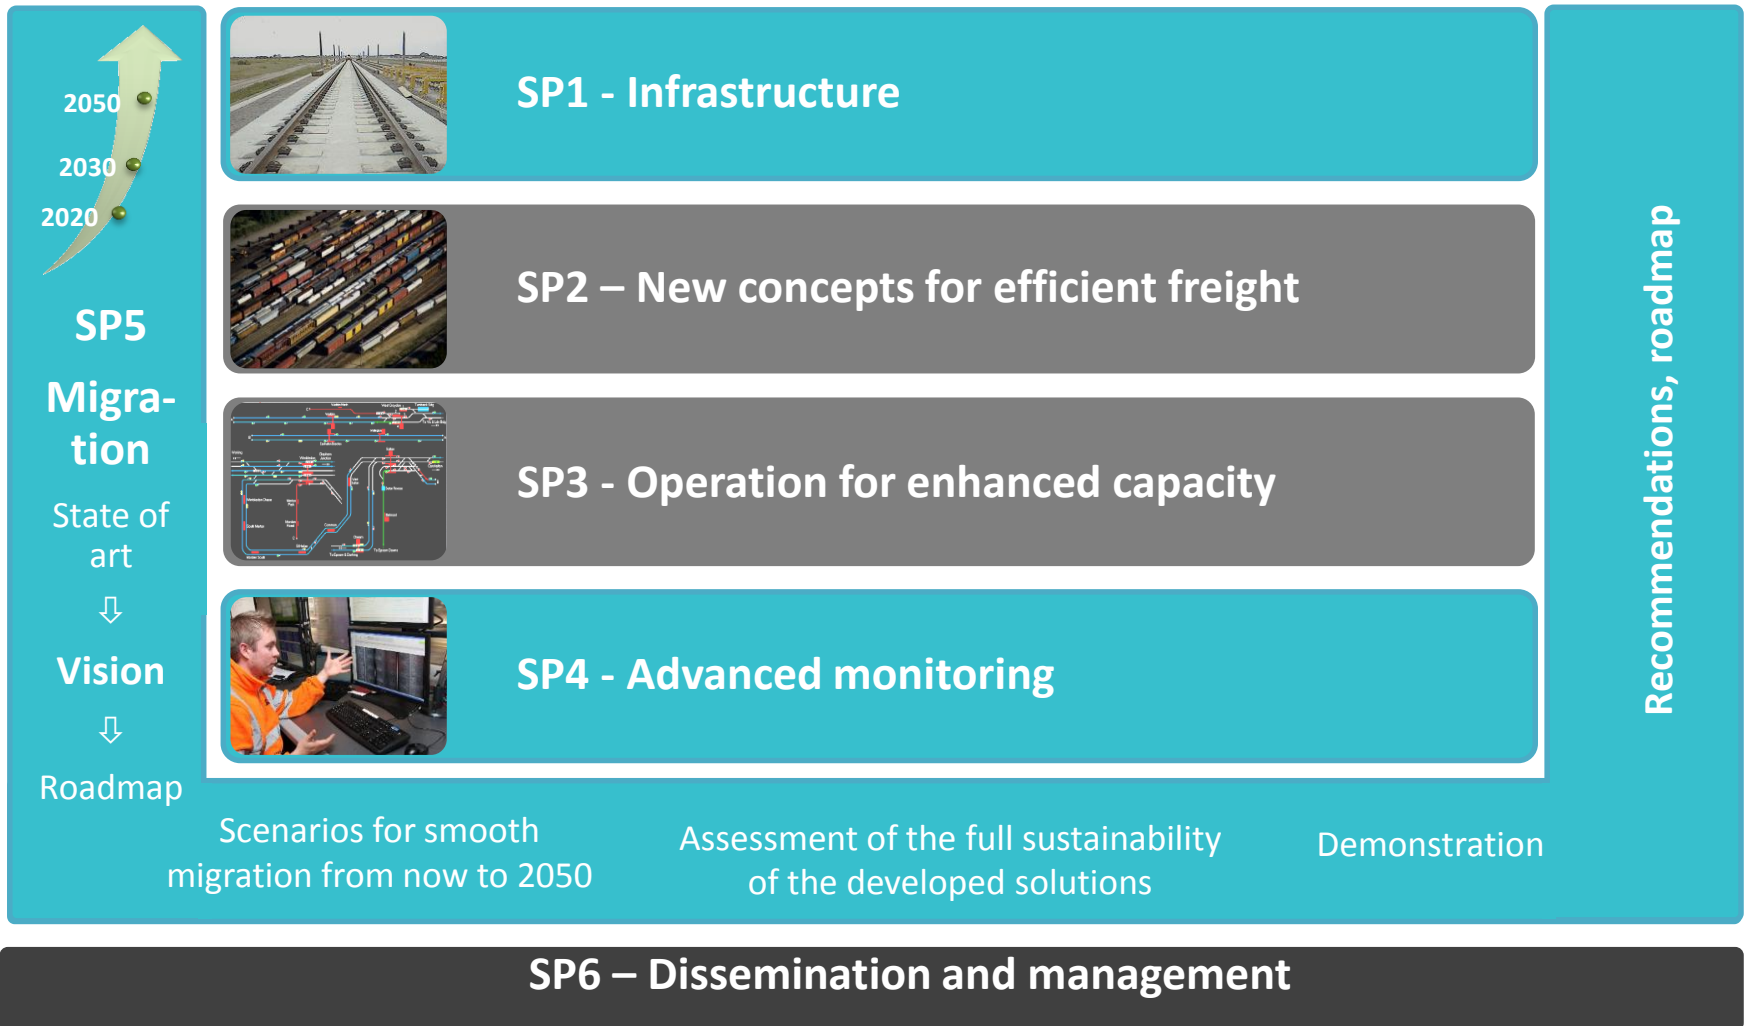 2050
2030
2020
SP5
Migra-
tion
State of
art
⇩
Vision
⇩
Roadmap
SP1 - Infrastructure
SP2 – New concepts for efficient freight
SP3 - Operation for enhanced capacity
SP4 - Advanced monitoring
Recommendations, roadmap
Scenarios for smooth
migration from now to 2050
Assessment of the full sustainability
of the developed solutions
Demonstration
SP6 – Dissemination and management